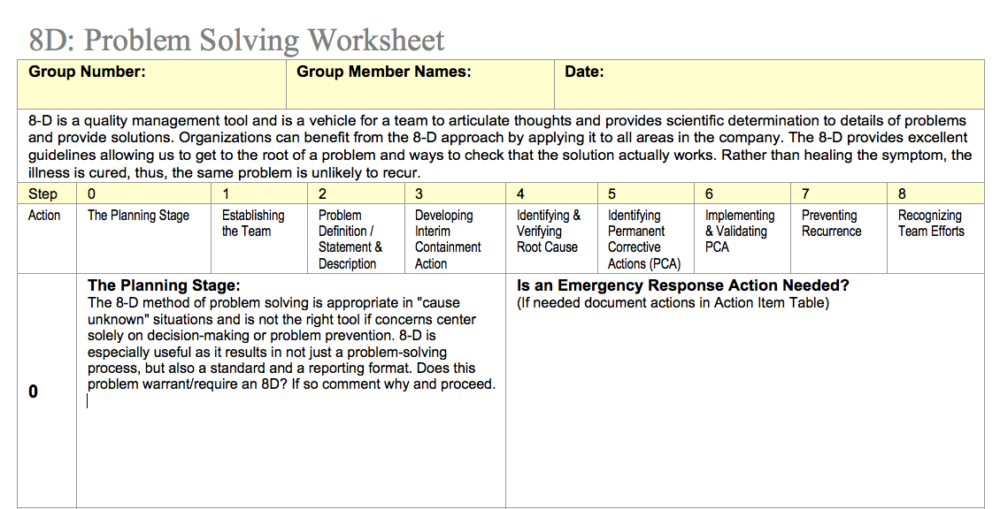 8D: Problem Solving Worksheet
Group Number: Group Member Names: Date:
8-D is a quality management tool and is a vehicle for a team to articulate thoughts and provides scientific determination to details of problems
and provide solutions. Organizations can benefit from the 8-D approach by applying it to all areas in the company. The 8-D provides excellent
guidelines allowing us to get to the root of a problem and ways to check that the solution actually works. Rather than healing the symptom, the
illness is cured, thus, the same problem is unlikely to recur.
Step 0 1 2 3 4 5 6 7 8
Action
The Planning Stage
Establishing
the Team
Problem
Definition /
Statement &
Description
Developing
Interim
Containment
Action
Identifying &
Verifying
Root Cause
Identifying
Permanent
Corrective
Actions (PCA)
Implementing
& Validating
PCA
Preventing
Recurrence
Recognizing
Team Efforts
0
The Planning Stage:
The 8-D method of problem solving is appropriate in "cause
unknown" situations and is not the right tool if concerns center
solely on decision-making or problem prevention. 8-D is
especially useful as it results in not just a problem-solving
process, but also a standard and a reporting format. Does this
problem warrant/require an 8D? If so comment why and proceed.
Is an Emergency Response Action Needed?
(If needed document actions in Action Item Table)